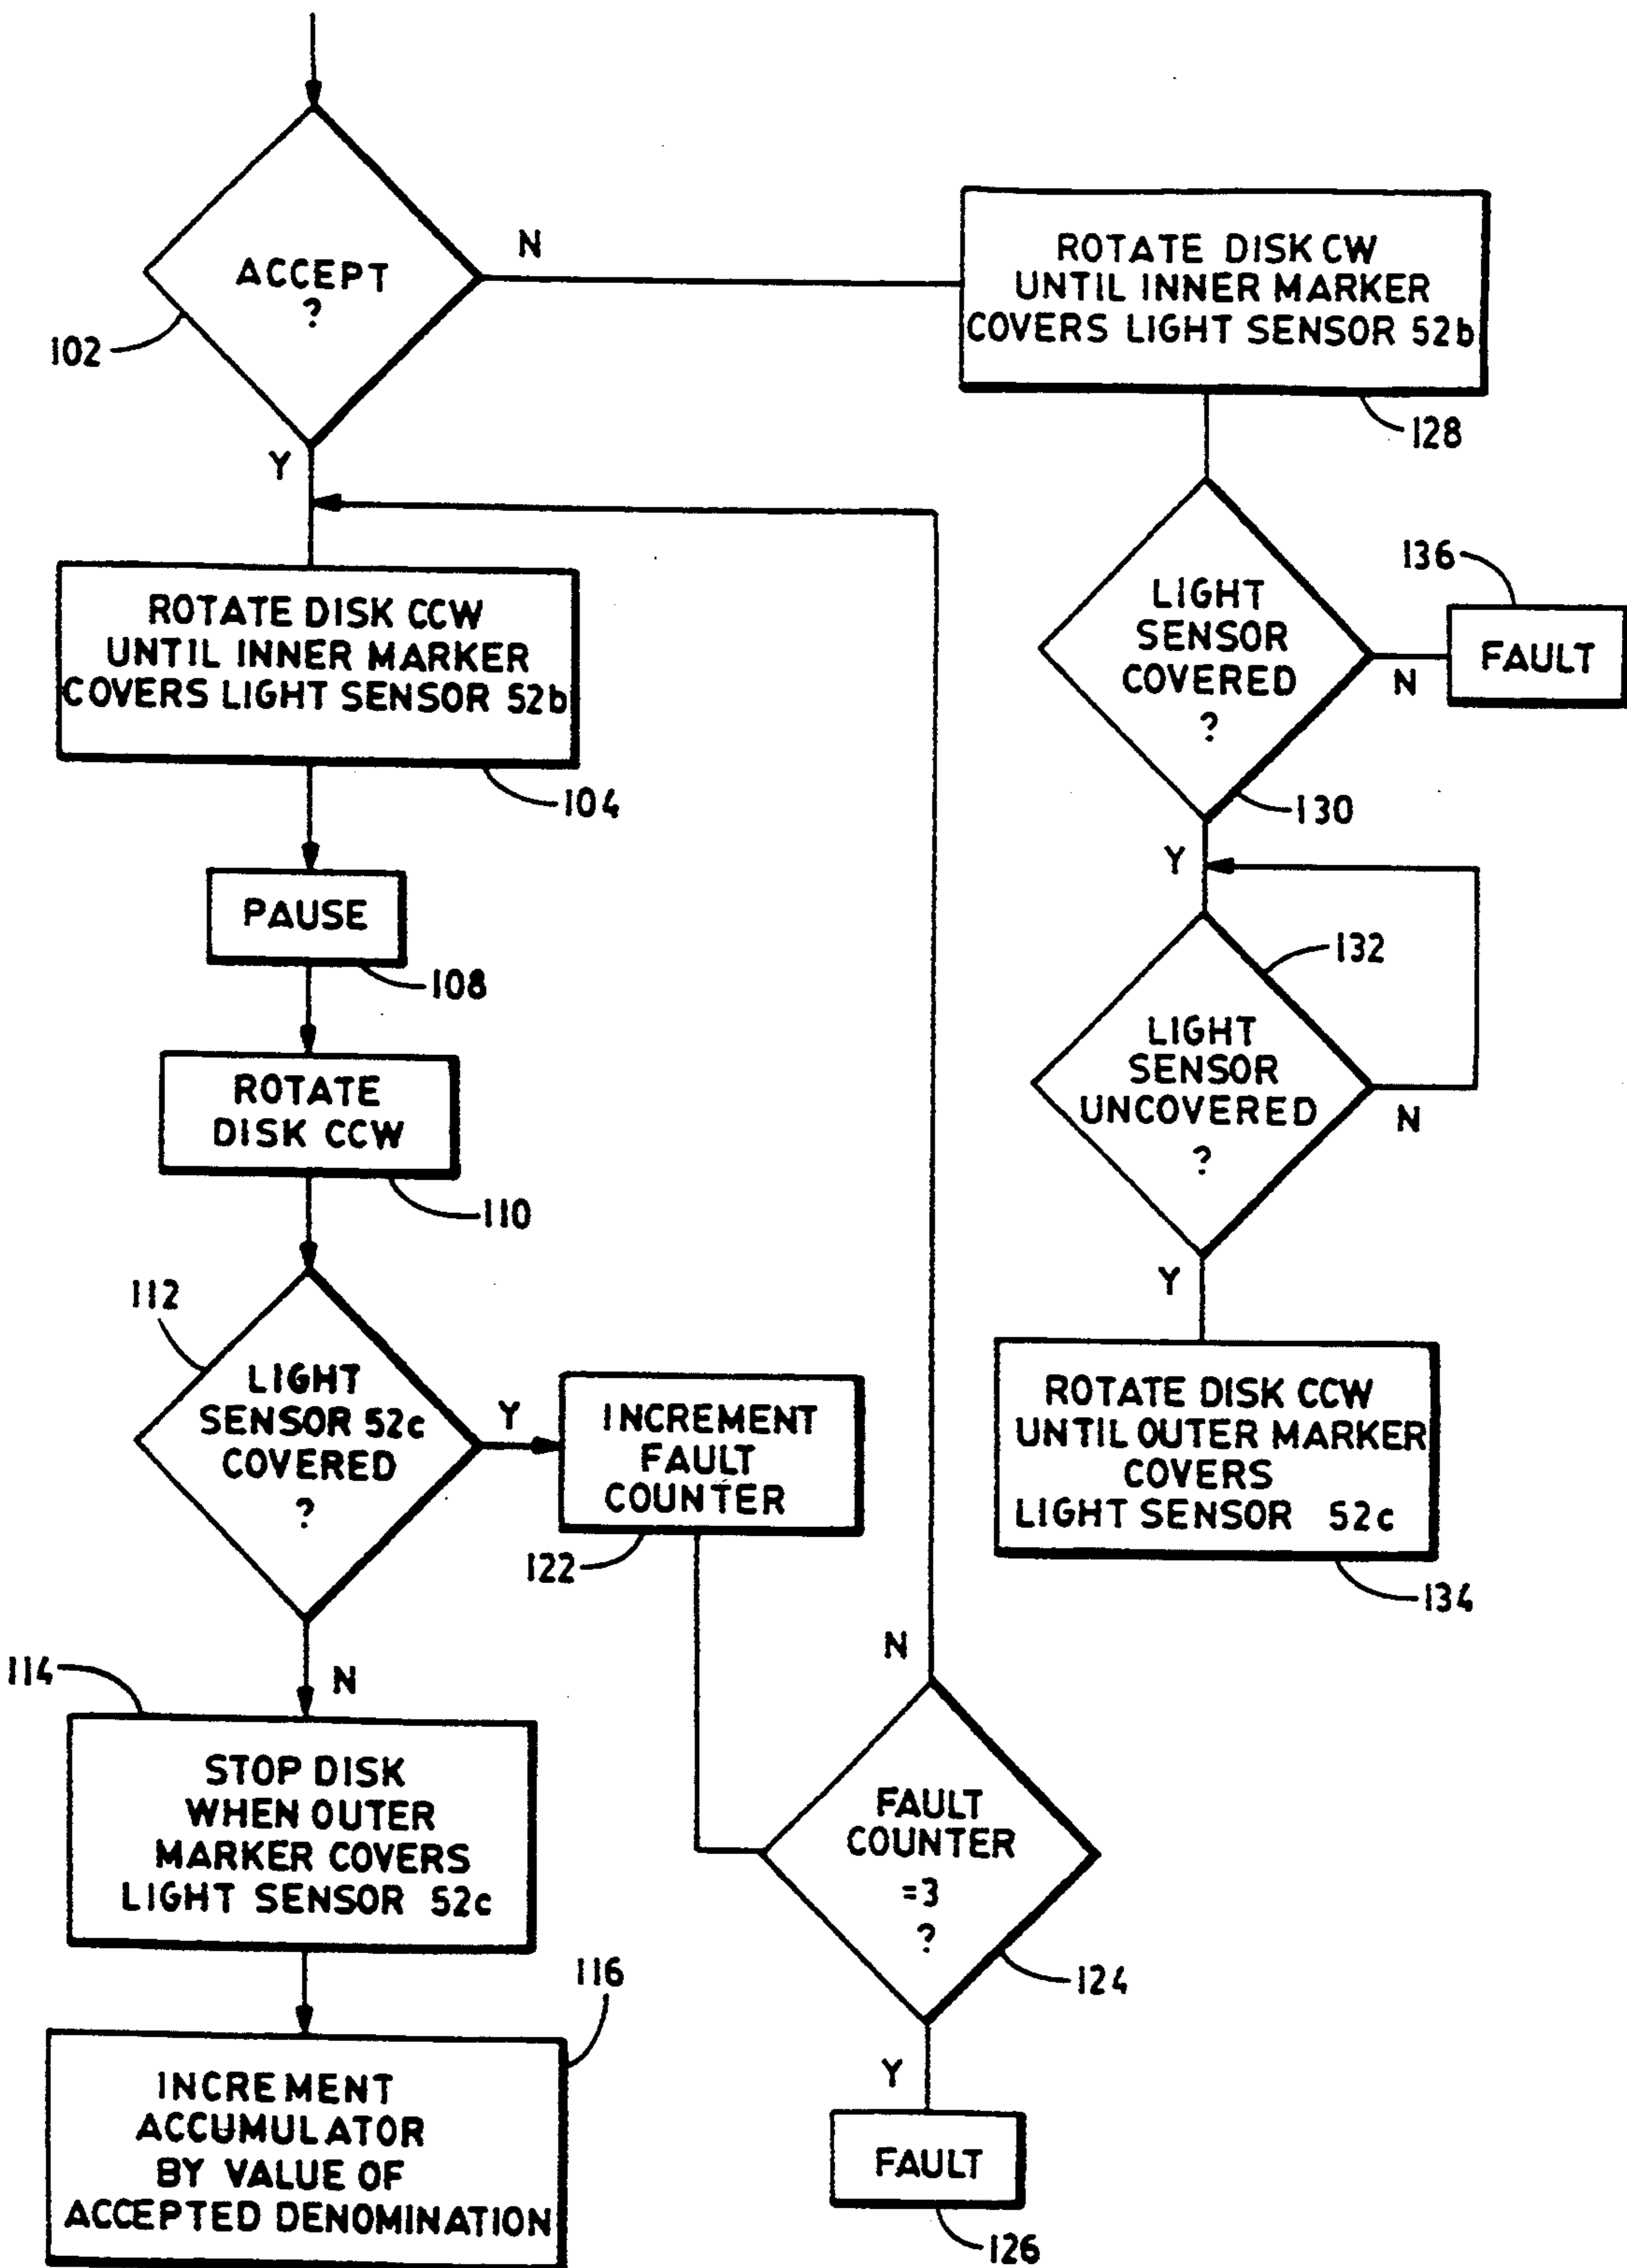 ACCEPT
?
102
N
Y
ROTATE DISK CW
UNTIL INNER MARKER
COVERS LIGHT SENSOR 52b
128
ROTATE DISK CCW
UNTIL INNER MARKER
COVERS LIGHT SENSOR 52b
104
PAUSE
108
ROTATE
DISK CCW
110
112
LIGHT
SENSOR 52c
COVERED
?
Y
N
INCREMENT
FAULT
COUNTER
122
114
STOP DISK
WHEN OUTER
MARKER COVERS
LIGHT SENSOR 52c
116
INCREMENT
ACCUMULATOR
BY VALUE OF
ACCEPTED DENOMINATION
N
FAULT
COUNTER
=3
?
124
Y
FAULT
126
LIGHT
SENSOR
COVERED
?
130
N
136
FAULT
Y
132
LIGHT
SENSOR
UNCOVERED
?
N
Y
ROTATE DISK CCW
UNTIL OUTER MARKER
COVERS
LIGHT SENSOR 52c
134